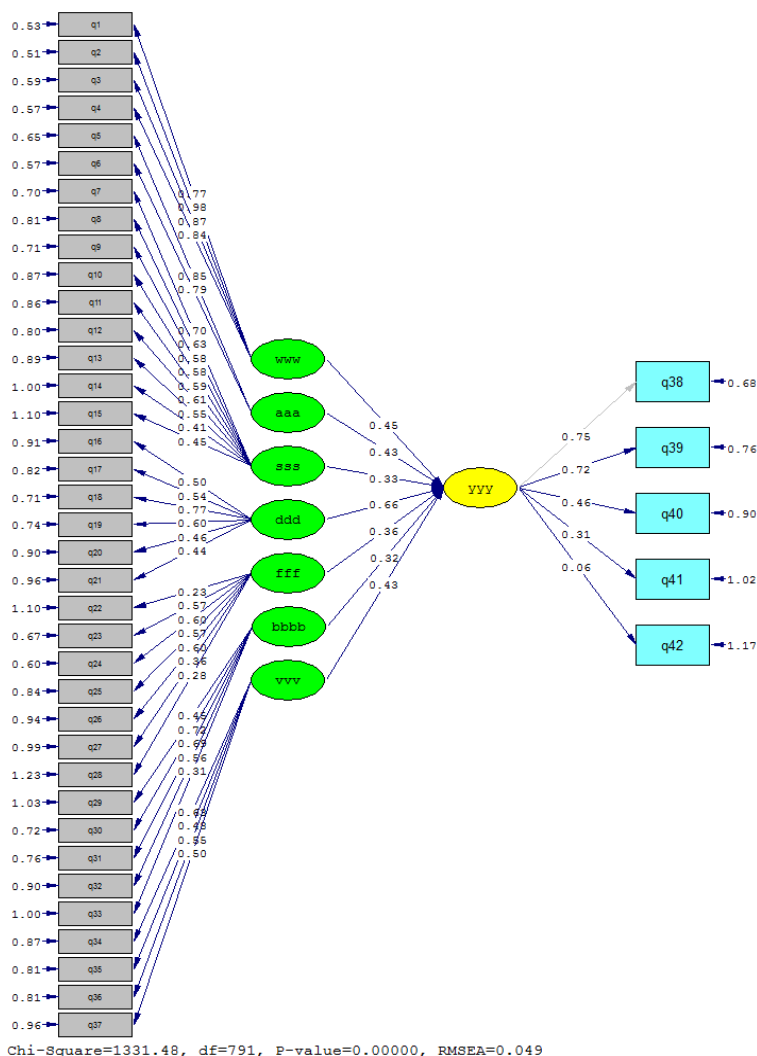 0.53 q1
0.51 q2
0.59 q3
0.57 q4
0.65 q5
0.57 q6
0.70 q7
0.81 q8
0.71 q9
0.87 q10
0.86 q11
0.80 q12
0.89 q13
1.00 q14
1.10 q15
0.91 q16
0.82 q17
0.71 q18
0.74 q19
0.90 q20
0.96 q21
1.10 q22
0.67 q23
0.60 q24
0.84 q25
0.94 q26
0.99 q27
1.23 q28
1.03 q29
0.72 q30
0.76 q31
0.90 q32
1.00 q33
0.87 q34
0.81 q35
0.81 q36
0.96 q37
0.77
0.98
0.87
0.84
0.85
0.79
0.70
0.63
0.58
0.58
0.59
0.61
0.55
0.41
0.45
0.50
0.54
0.77
0.60
0.46
0.44
0.23
0.57
0.60
0.57
0.60
0.36
0.28
0.45
0.72
0.69
0.56
0.31
0.48
0.55
0.50
www
aaa
sss
ddd
fff
bbbb
vvv
0.45
0.43
0.33
0.66
0.36
0.32
0.43
yyy
0.75
0.72
0.46
0.31
0.06
q38 0.68
q39 0.76
q40 0.90
q41 1.02
q42 1.17
Chi-Square=1331.48, df=791, P-value=0.00000, RMSEA=0.049